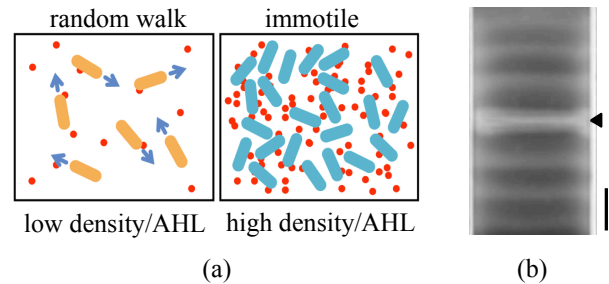 random walk
immotile
low density/AHL
high density/AHL
(a)
(b)